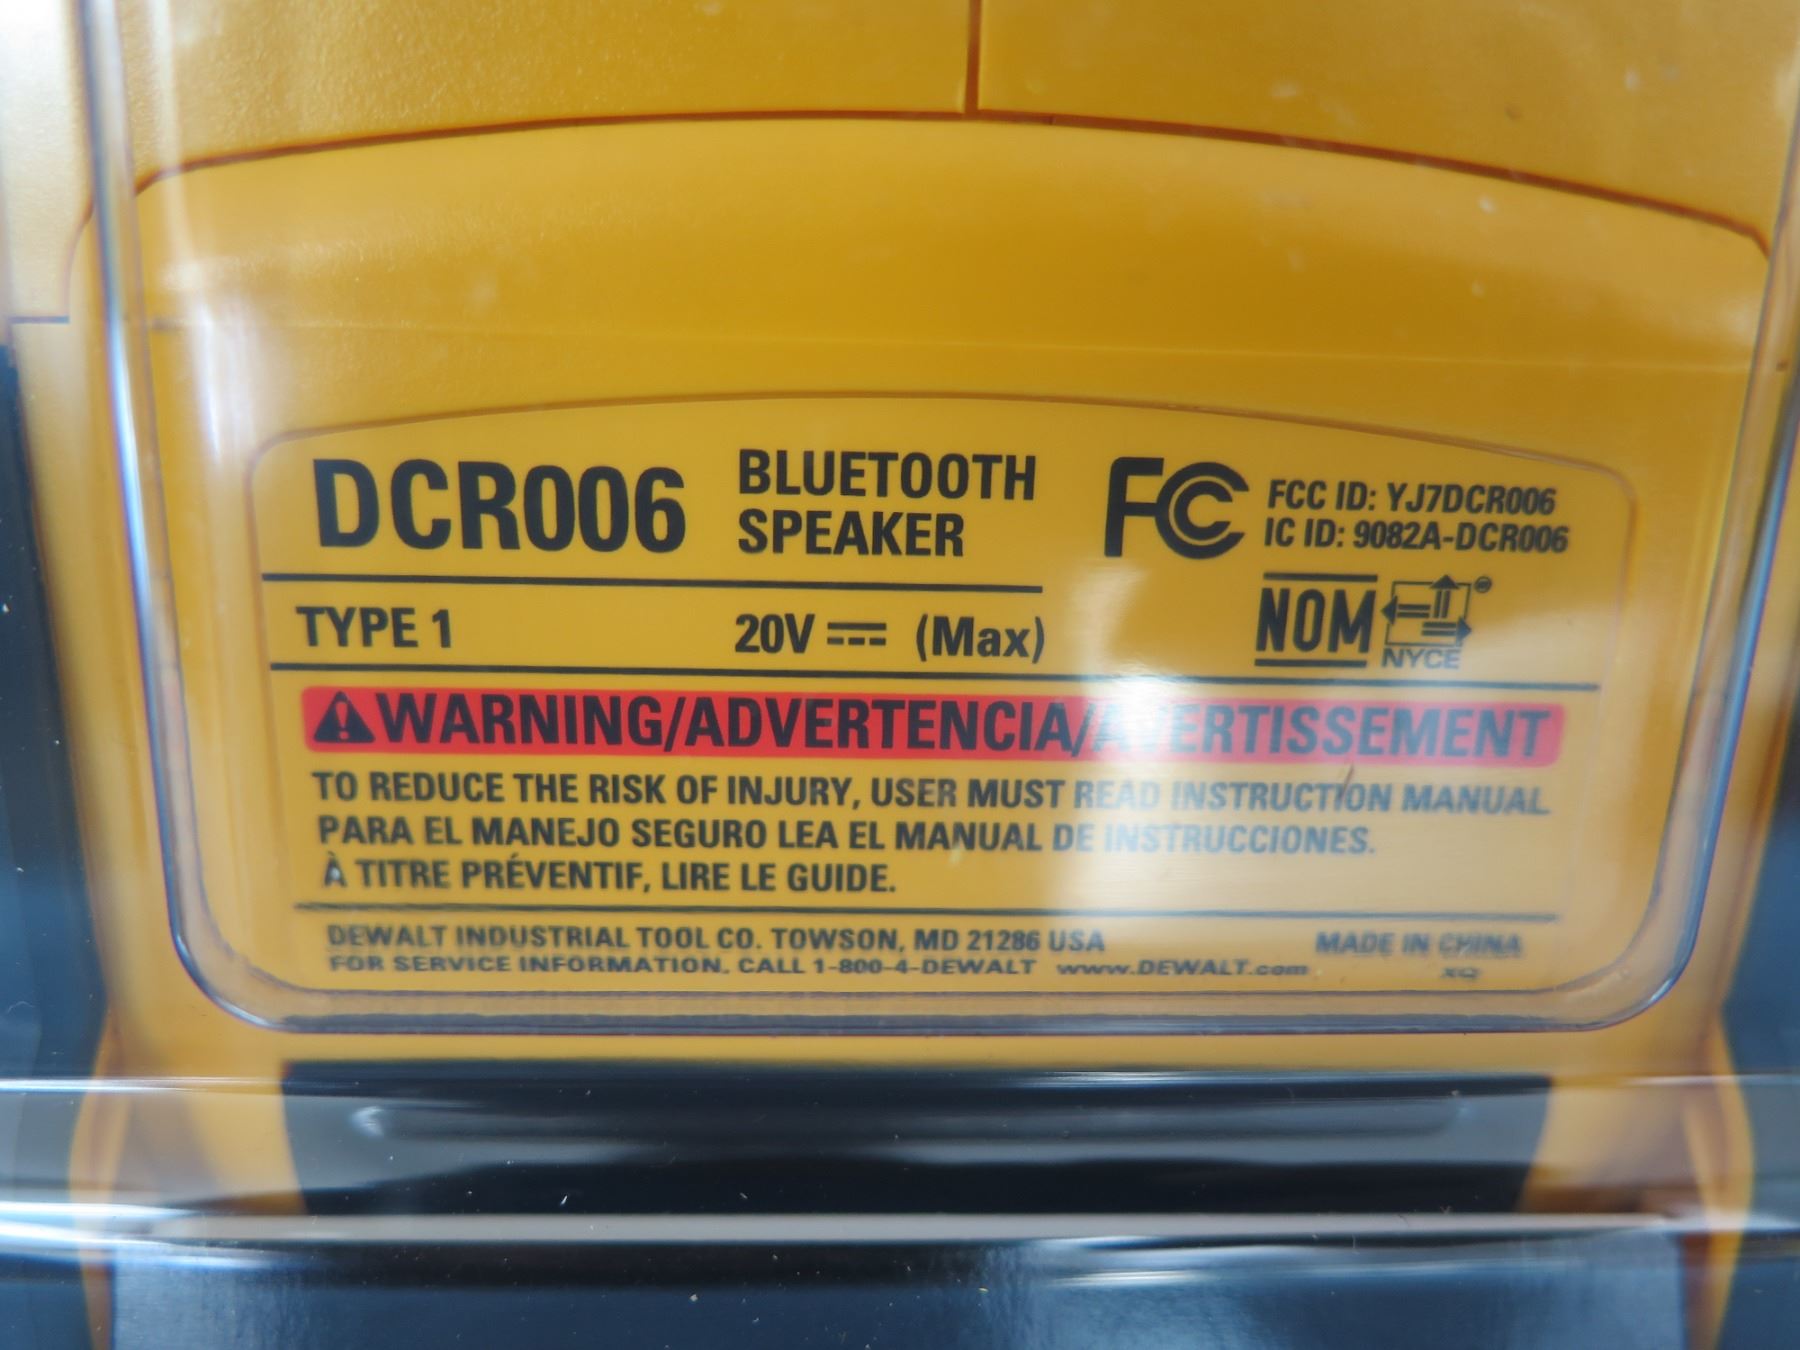 DCR006
BLUETOOTH
SPEAKER
FC
FCC ID: YJ7DCR006
IC ID: 9082A-DCR006
TYPE 1
20V ⎓ (Max)
NOM
NYCE
⚠WARNING/ADVERTENCIA/AVERTISSEMENT
TO REDUCE THE RISK OF INJURY, USER MUST READ INSTRUCTION MANUAL
PARA EL MANEJO SEGURO LEA EL MANUAL DE INSTRUCCIONES.
À TITRE PRÉVENTIF, LIRE LE GUIDE.
DEWALT INDUSTRIAL TOOL CO. TOWSON, MD 21286 USA
MADE IN CHINA
FOR SERVICE INFORMATION, CALL 1-800-4-DEWALT www.DEWALT.com
XQ